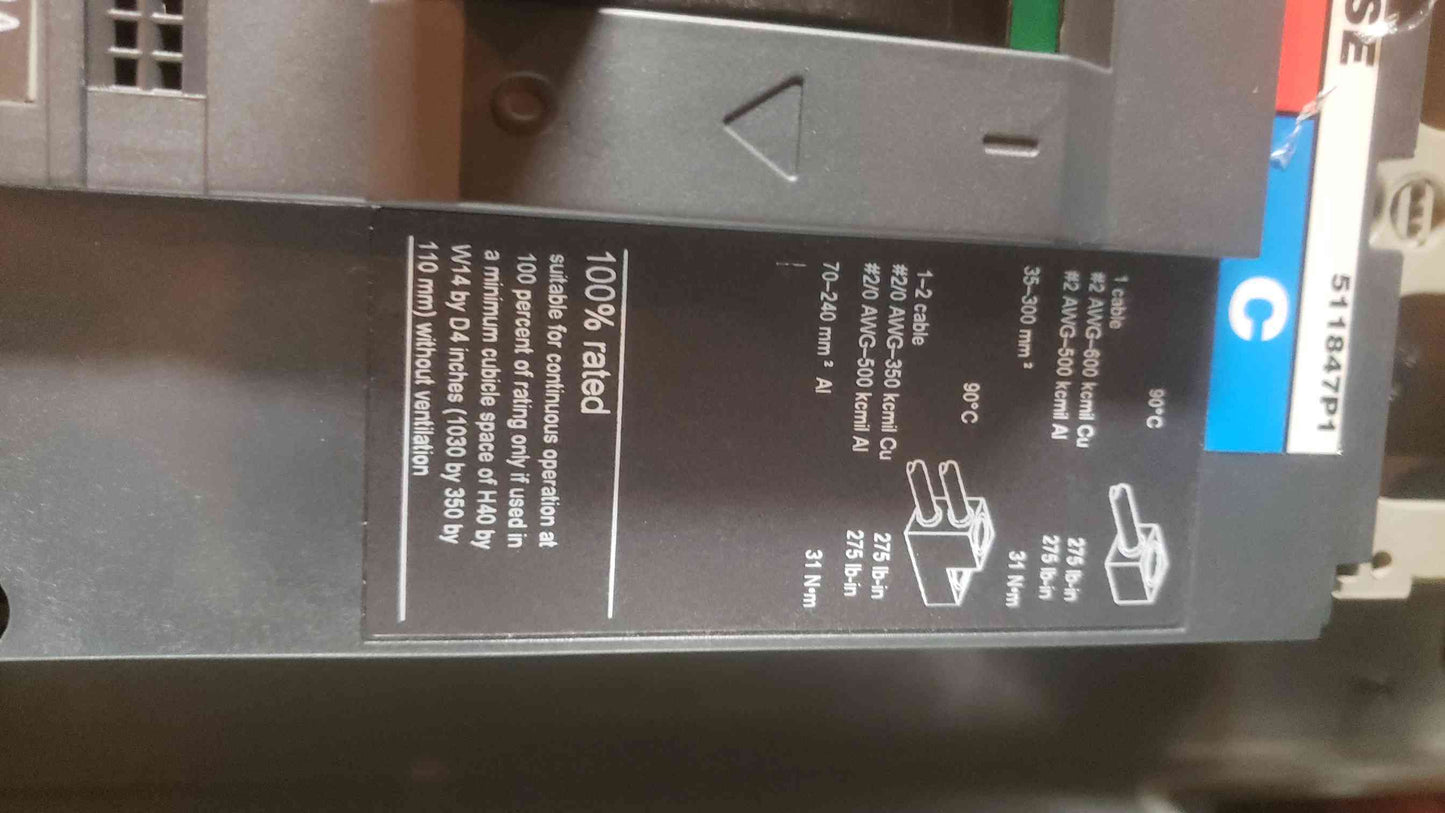 SE
511847P1
C
90°C
1 cable
#2 AWG–600 kcmil Cu
#2 AWG–500 kcmil Al
35–300 mm²
275 lb-in
275 lb-in
31 N•m
90°C
1–2 cable
#2/0 AWG–350 kcmil Cu
#2/0 AWG–500 kcmil Al
70–240 mm² Al
275 lb-in
275 lb-in
31 N•m
100% rated
suitable for continuous operation at
100 percent of rating only if used in
a minimum cubicle space of H40 by
W14 by D4 inches (1030 by 350 by
110 mm) without ventilation